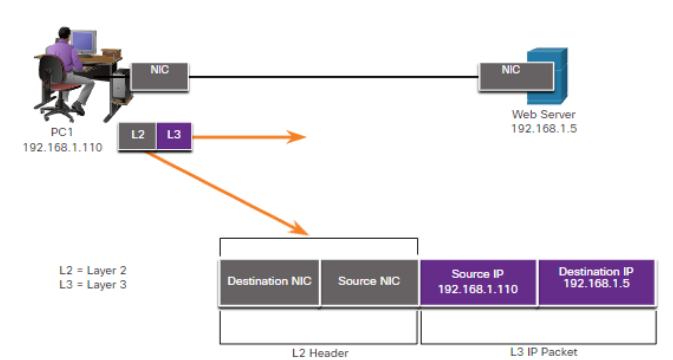 NIC
NIC
PC1
192.168.1.110
L2 L3
Web Server
192.168.1.5
L2 = Layer 2
L3 = Layer 3
Destination NIC
Source NIC
Source IP
192.168.1.110
Destination IP
192.168.1.5
L2 Header
L3 IP Packet